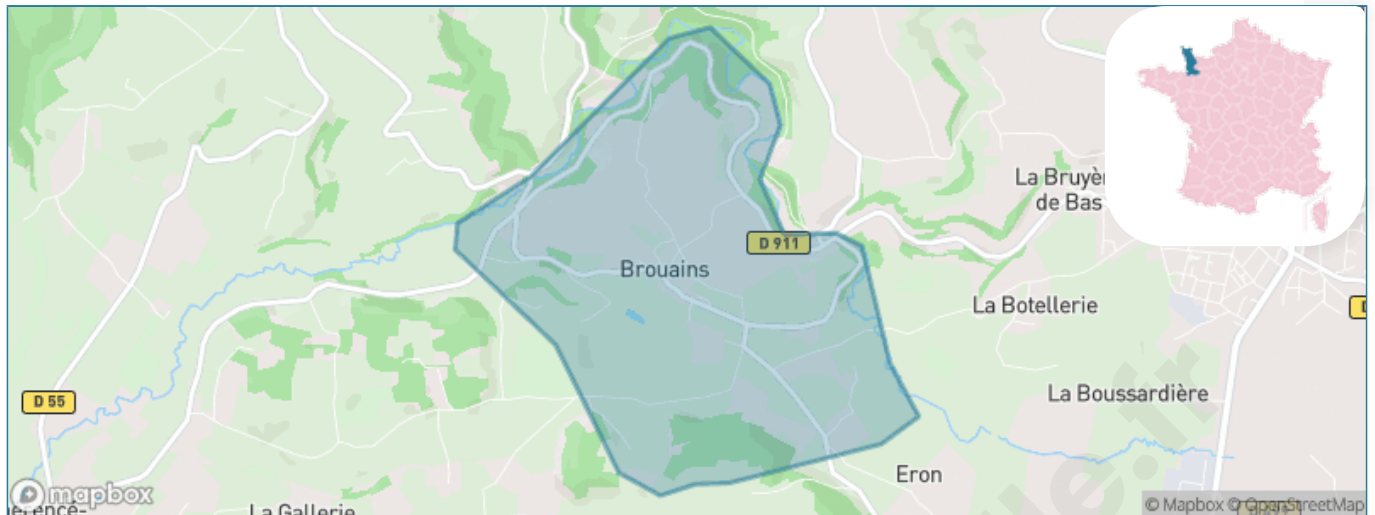 La Bruyè
de Bas
D 911
Brouains
La Botellerie
D 55
La Boussardière
Eron
mapbox
La Gallerie
© Mapbox © OpenStreetMap